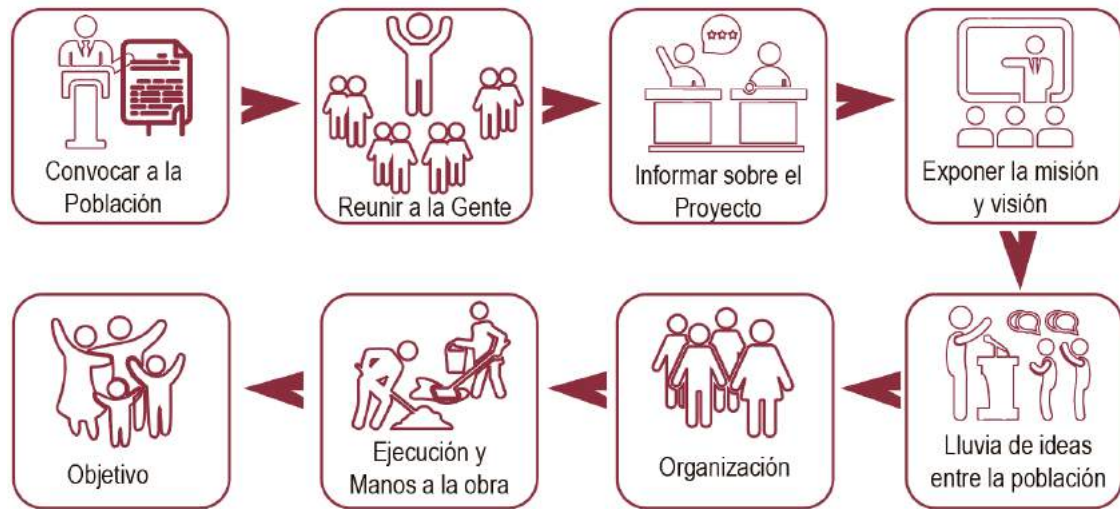 Convocar a la
Población
Reunir a la Gente
Informar sobre el
Proyecto
Exponer la misión
y visión
Lluvia de ideas
entre la población
Organización
Ejecución y
Manos a la obra
Objetivo